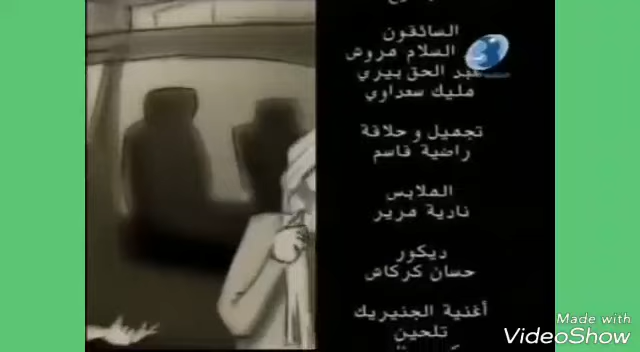 السائقون
السلام مروش
عبد الحق بيري
مليك سعداوي
تجميل و حلاقة
راضية قاسم
الملابس
نادية مرير
ديكور
حسان كركاش
أغنية الجنيريك
تلحين
Made with
VideoShow